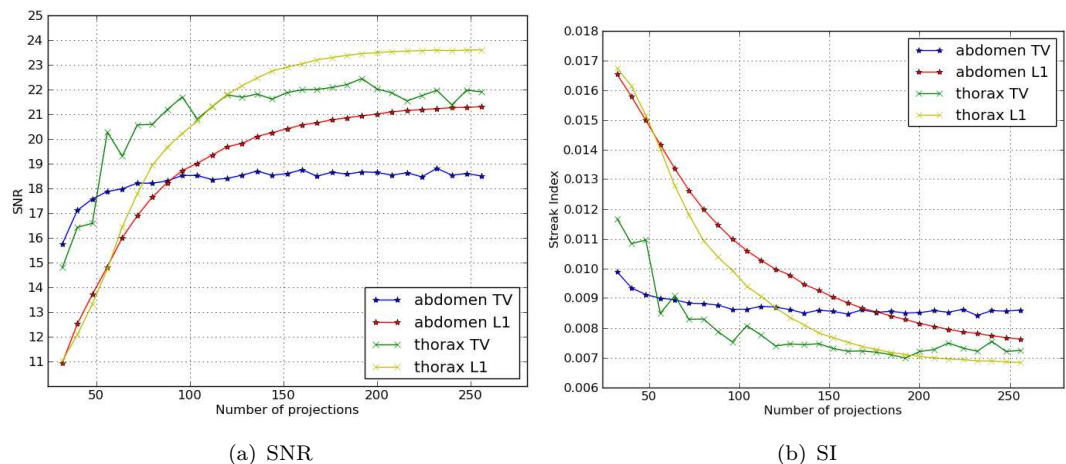 25
24
23
22
21
20
19
18
17
16
15
14
13
12
11
SNR
50 100 150 200 250
Number of projections
abdomen TV
abdomen L1
thorax TV
thorax L1
(a) SNR
0.018
0.017
0.016
0.015
0.014
0.013
0.012
0.011
0.010
0.009
0.008
0.007
0.006
Streak Index
50 100 150 200 250
Number of projections
abdomen TV
abdomen L1
thorax TV
thorax L1
(b) SI